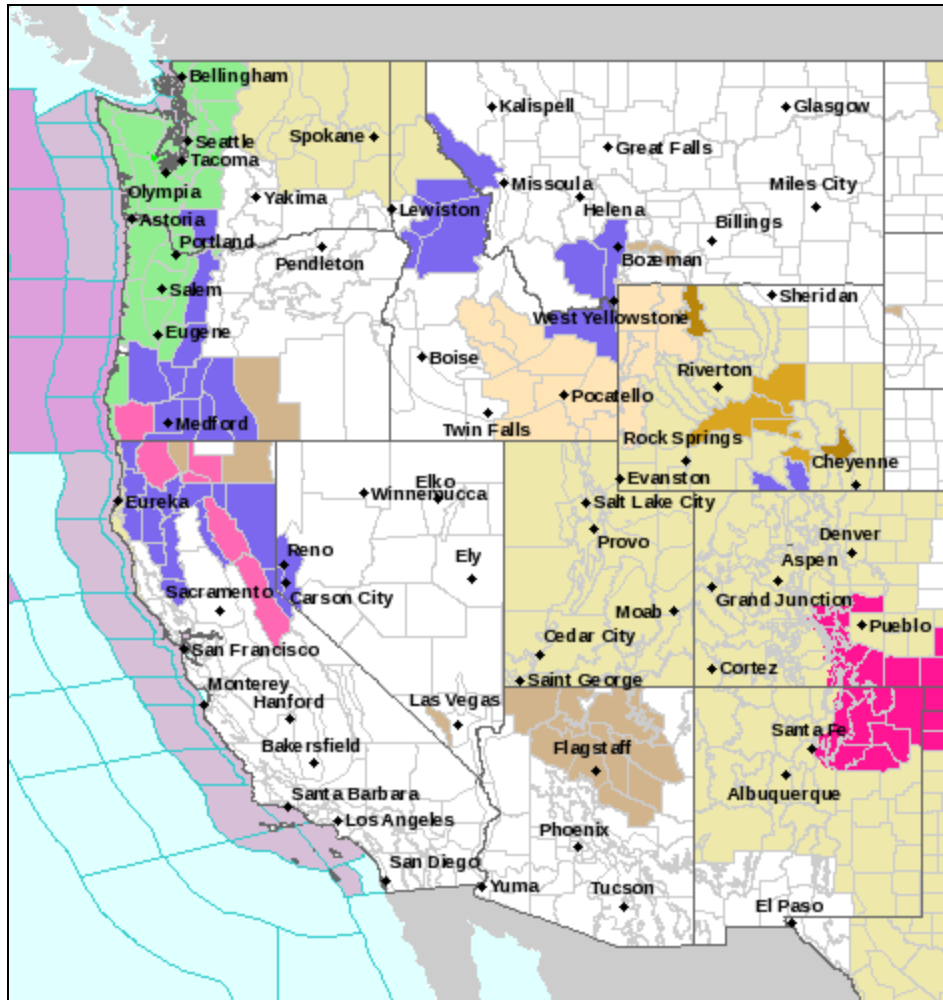 Bellingham
Kalispell
Glasgow
Spokane
Seattle
Great Falls
Tacoma
Olympia
Missoula
Miles City
Yakima
Helena
Lewiston
Astoria
Billings
Portland
Bozeman
Pendleton
Salem
Sheridan
West Yellowstone
Eugene
Boise
Riverton
Pocatello
Medford
Twin Falls
Rock Springs
Cheyenne
Evanston
Elko
Winnemucca
Eureka
Salt Lake City
Denver
Provo
Reno
Ely
Aspen
Sacramento
Carson City
Grand Junction
Moab
Pueblo
Cedar City
San Francisco
Cortez
Saint George
Monterey
Hanford
Las Vegas
Santa Fe
Flagstaff
Bakersfield
Albuquerque
Santa Barbara
Los Angeles
Phoenix
San Diego
Yuma
Tucson
El Paso